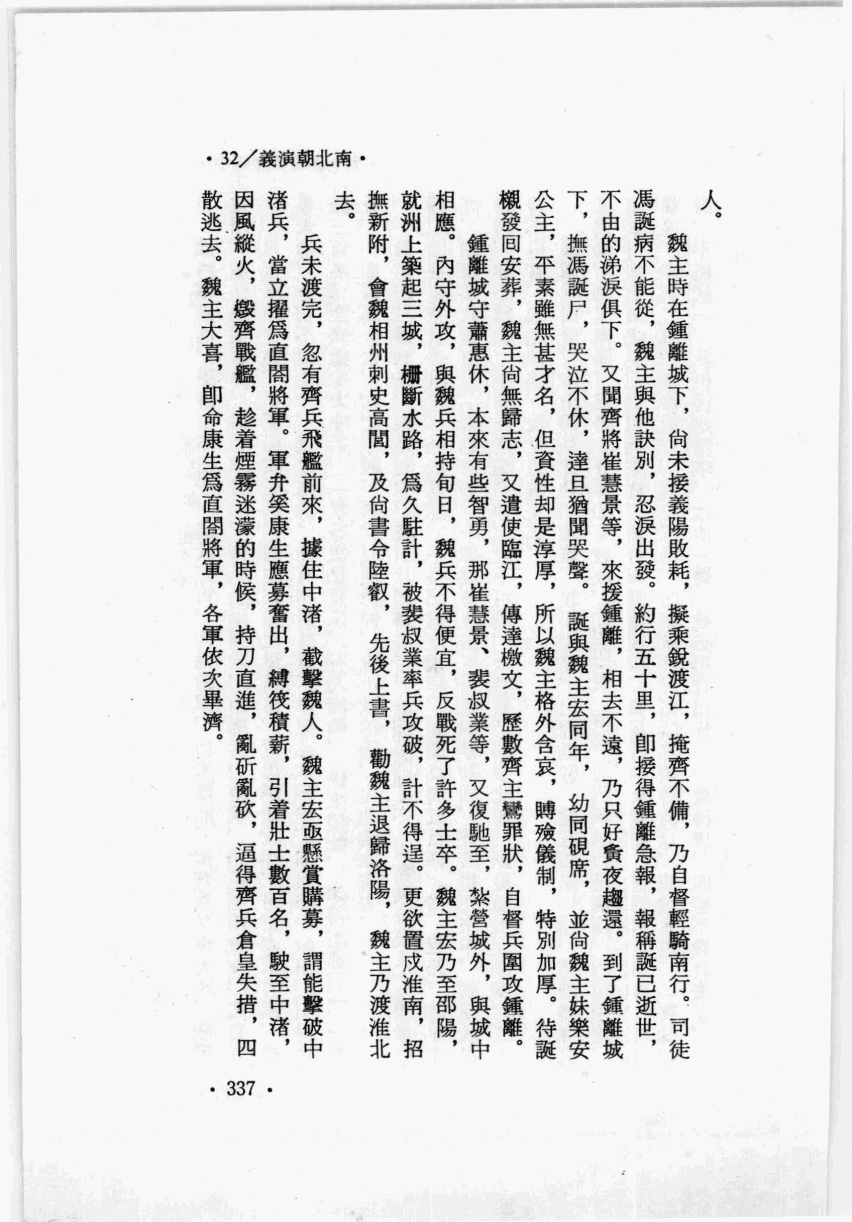 •32/義演朝北南•
人。
魏主時在鍾離城下，尚未接義陽敗耗，擬乘銳渡江，掩齊不備，乃自督輕騎南行。司徒
馮誕病不能從，魏主與他訣別，忍淚出發。約行五十里，卽接得鍾離急報，報稱誕已逝世，
不由的涕淚俱下。又聞齊將崔慧景等，來援鍾離，相去不遠，乃只好夤夜趨還。到了鍾離城
下，撫馮誕尸，哭泣不休，達旦猶聞哭聲。誕與魏主宏同年，幼同硯席，並尚魏主妹樂安
公主，平素雖無甚才名，但資性却是淳厚，所以魏主格外含哀，賻殮儀制，特別加厚。待誕
櫬發回安葬，魏主尚無歸志，又遣使臨江，傳達檄文，歷數齊主鸞罪狀，自督兵圍攻鍾離。
鍾離城守蕭惠休，本來有些智勇，那崔慧景、裴叔業等，又復馳至，紮營城外，與城中
相應。內守外攻，與魏兵相持旬日，魏兵不得便宜，反戰死了許多士卒。魏主宏乃至邵陽，
就洲上築起三城，柵斷水路，爲久駐計，被裴叔業率兵攻破，計不得逞。更欲置戍淮南，招
撫新附，會魏相州刺史高閭，及尚書令陸叡，先後上書，勸魏主退歸洛陽，魏主乃渡淮北
去。
兵未渡完，忽有齊兵飛艦前來，據住中渚，截擊魏人。魏主宏亟懸賞購募，謂能擊破中
渚兵，當立擢爲直閤將軍。軍弁奚康生應募奮出，縛筏積薪，引着壯士數百名，駛至中渚，
因風縱火，燬齊戰艦，趁着煙霧迷濛的時候，持刀直進，亂斫亂砍，逼得齊兵倉皇失措，四
散逃去。魏主大喜，卽命康生爲直閤將軍，各軍依次畢濟。
•337•